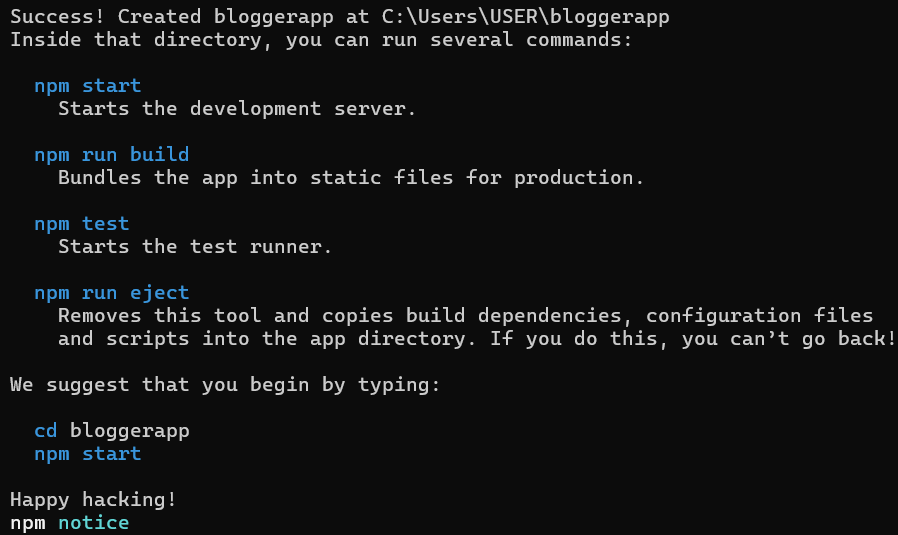 Success! Created bloggerapp at C:\Users\USER\bloggerapp
Inside that directory, you can run several commands:
npm start
Starts the development server.
npm run build
Bundles the app into static files for production.
npm test
Starts the test runner.
npm run eject
Removes this tool and copies build dependencies, configuration files
and scripts into the app directory. If you do this, you can’t go back!
We suggest that you begin by typing:
cd bloggerapp
npm start
Happy hacking!
npm notice